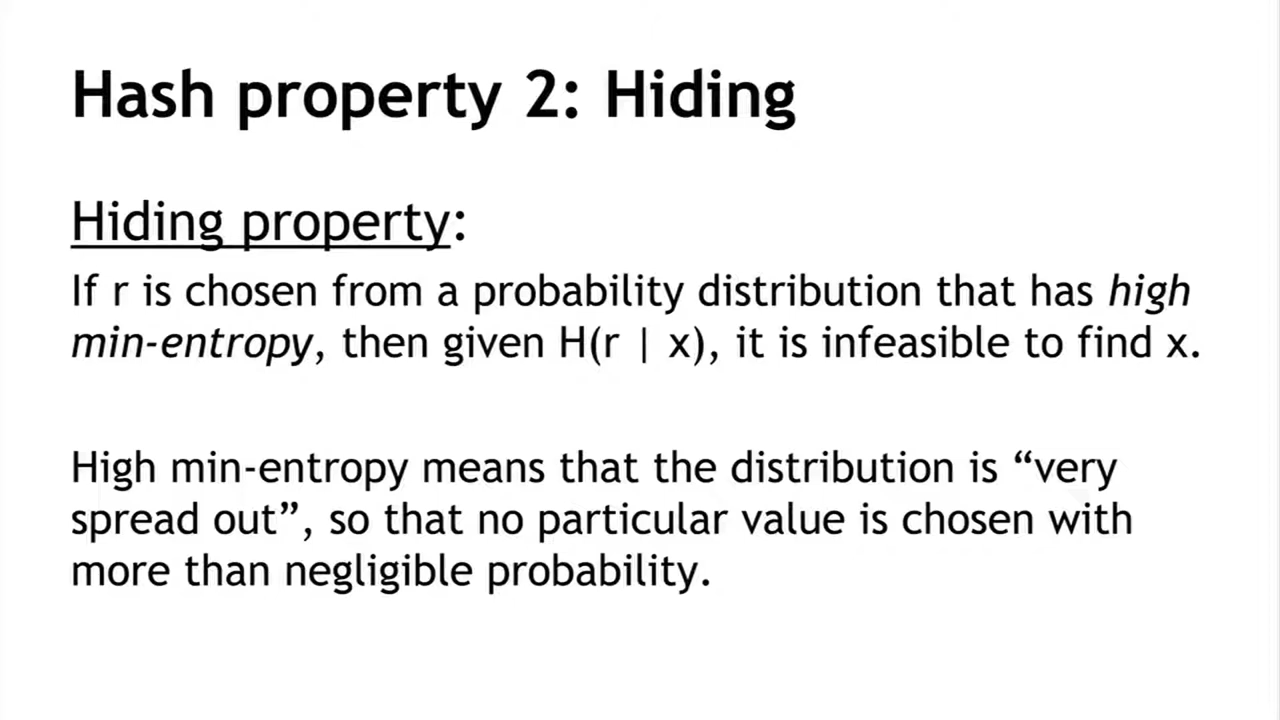 Hash property 2: Hiding
Hiding property:
If r is chosen from a probability distribution that has high
min-entropy, then given H(r | x), it is infeasible to find x.
High min-entropy means that the distribution is “very
spread out”, so that no particular value is chosen with
more than negligible probability.